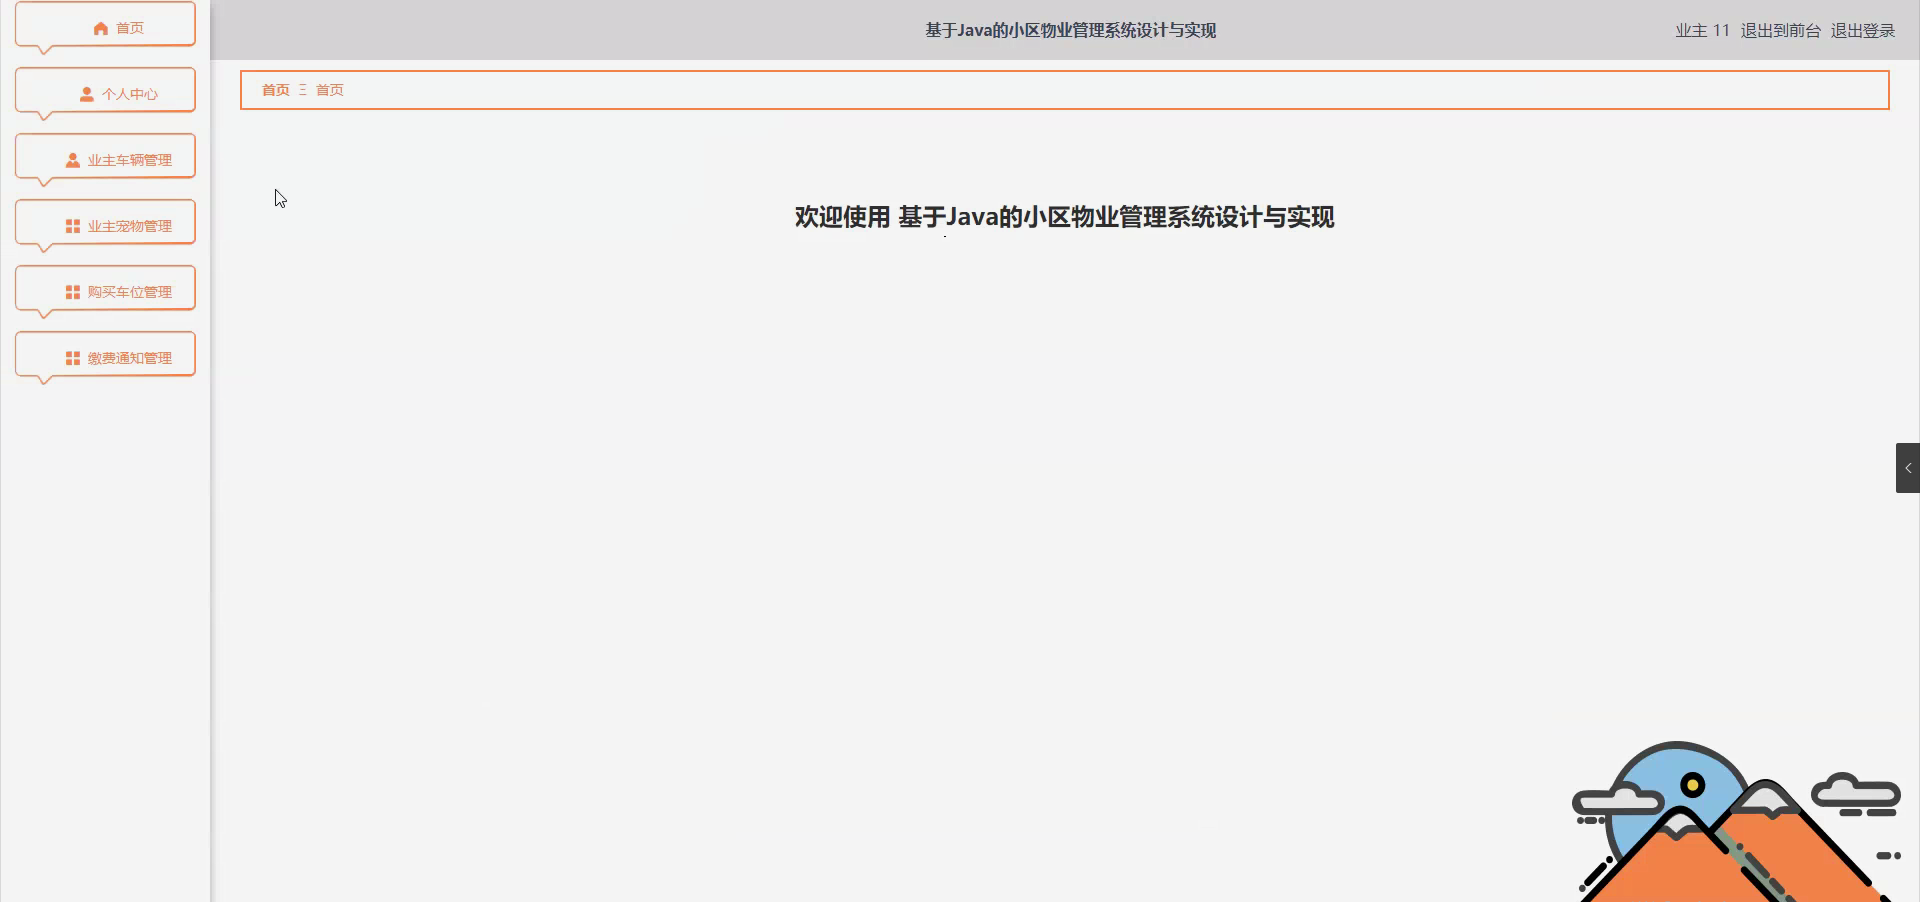 首页
个人中心
业主车辆管理
业主宠物管理
购买车位管理
缴费通知管理
基于Java的小区物业管理系统设计与实现
业主 11 退出到前台 退出登录
首页 首页
欢迎使用 基于Java的小区物业管理系统设计与实现